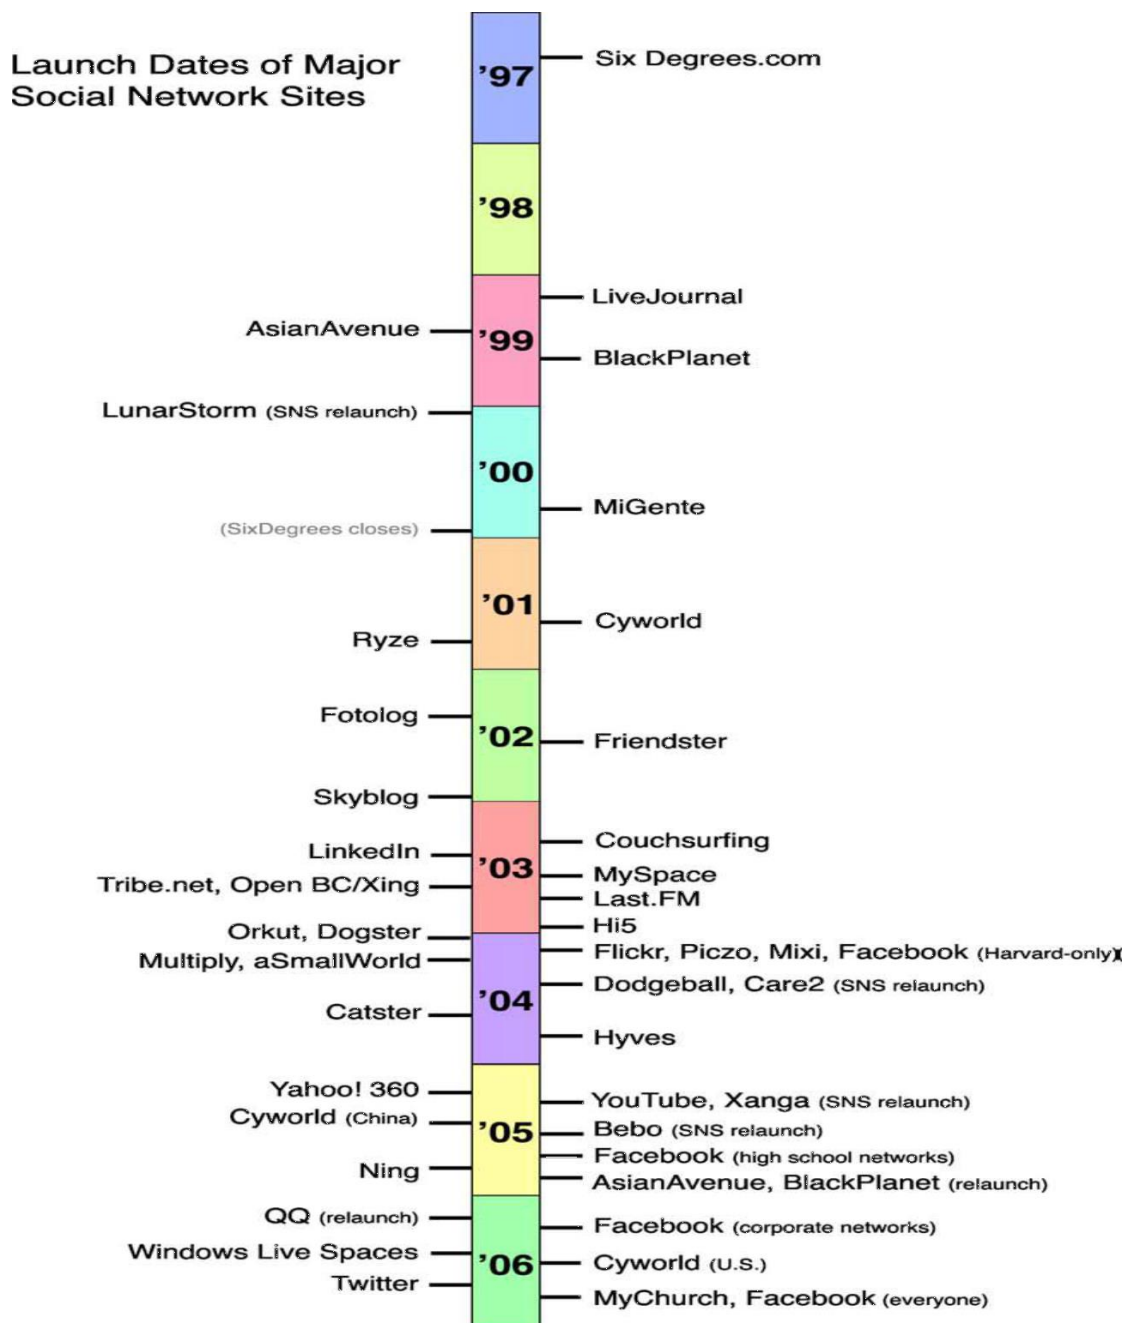 Launch Dates of Major
Social Network Sites
'97
Six Degrees.com
'98
LiveJournal
AsianAvenue
'99
BlackPlanet
LunarStorm (SNS relaunch)
'00
MiGente
(SixDegrees closes)
'01
Cyworld
Ryze
Fotolog
'02
Friendster
Skyblog
Couchsurfing
LinkedIn
'03
MySpace
Tribe.net, Open BC/Xing
Last.FM
Hi5
Orkut, Dogster
Flickr, Piczo, Mixi, Facebook (Harvard-only)
Multiply, aSmallWorld
Dodgeball, Care2 (SNS relaunch)
'04
Catster
Hyves
Yahoo! 360
YouTube, Xanga (SNS relaunch)
Cyworld (China)
'05
Bebo (SNS relaunch)
Facebook (high school networks)
Ning
AsianAvenue, BlackPlanet (relaunch)
QQ (relaunch)
Facebook (corporate networks)
Windows Live Spaces
'06
Cyworld (U.S.)
Twitter
MyChurch, Facebook (everyone)